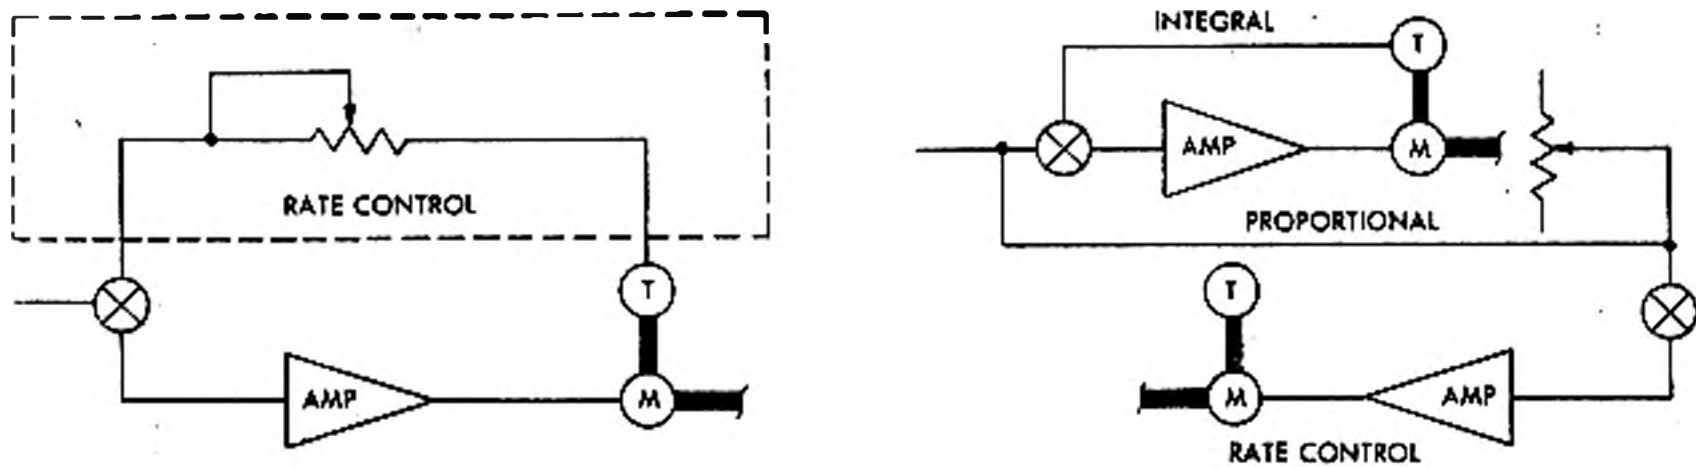 RATE CONTROL
T
AMP
M
INTEGRAL
T
AMP
M
PROPORTIONAL
T
M
AMP
RATE CONTROL